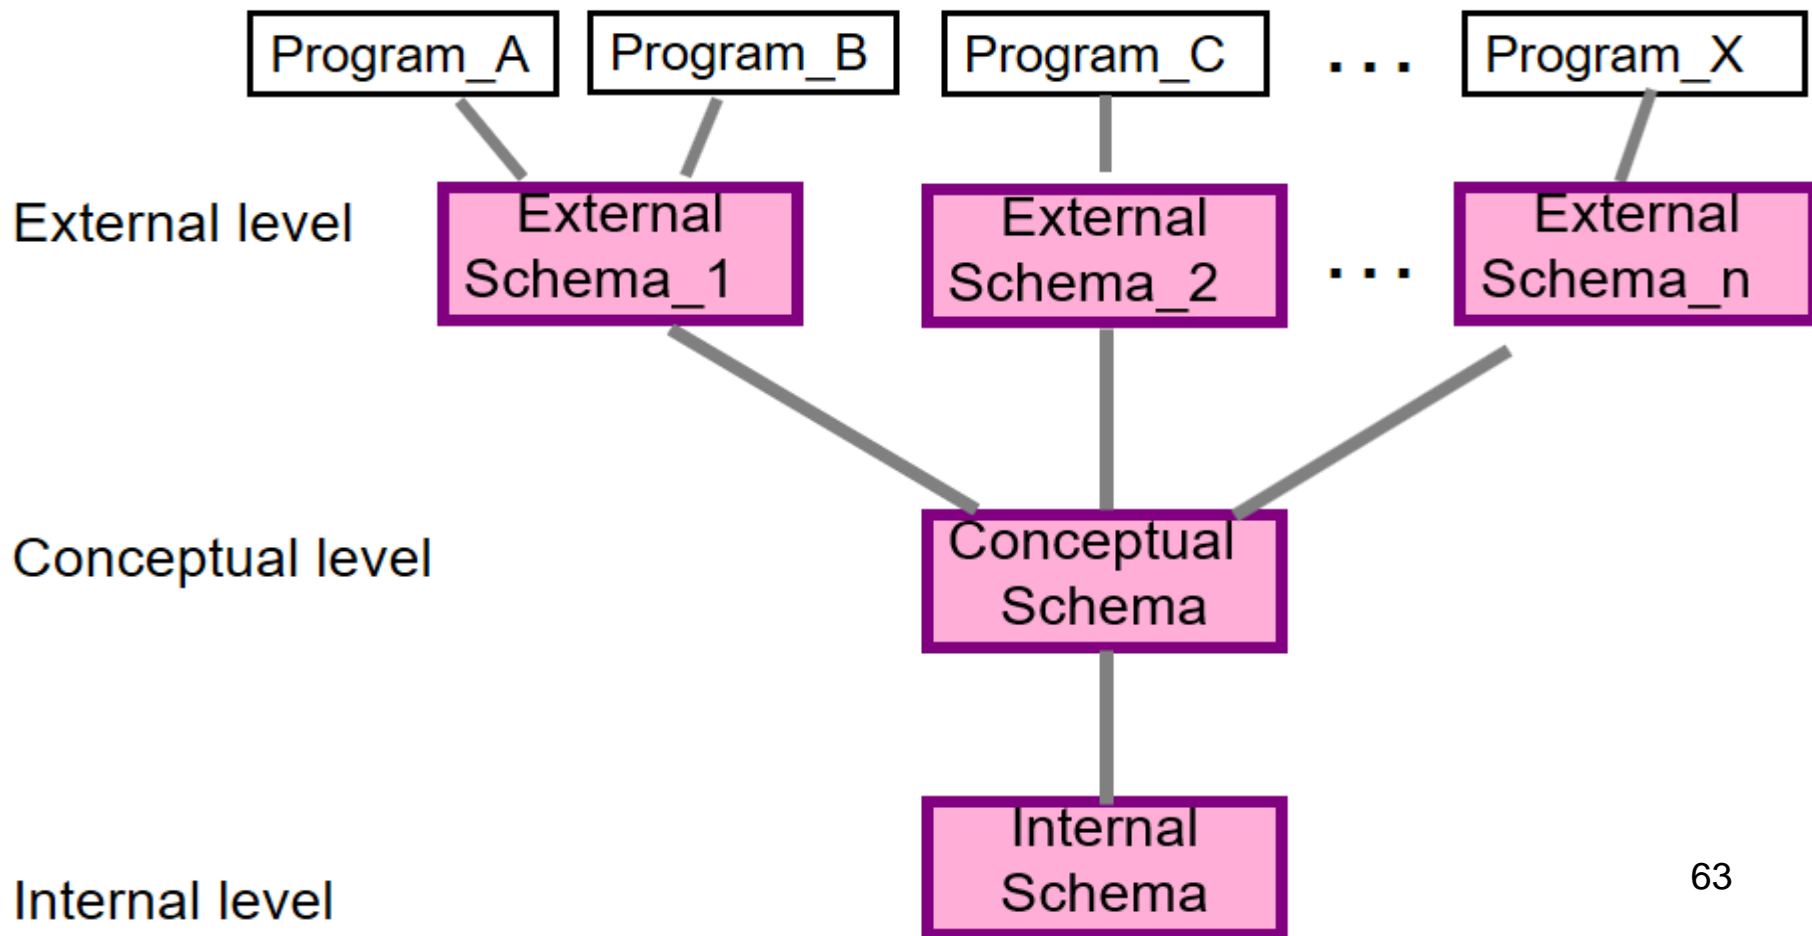 Program_A
Program_B
Program_C
...
Program_X
External level
External
Schema_1
External
Schema_2
...
External
Schema_n
Conceptual level
Conceptual
Schema
Internal level
Internal
Schema
63